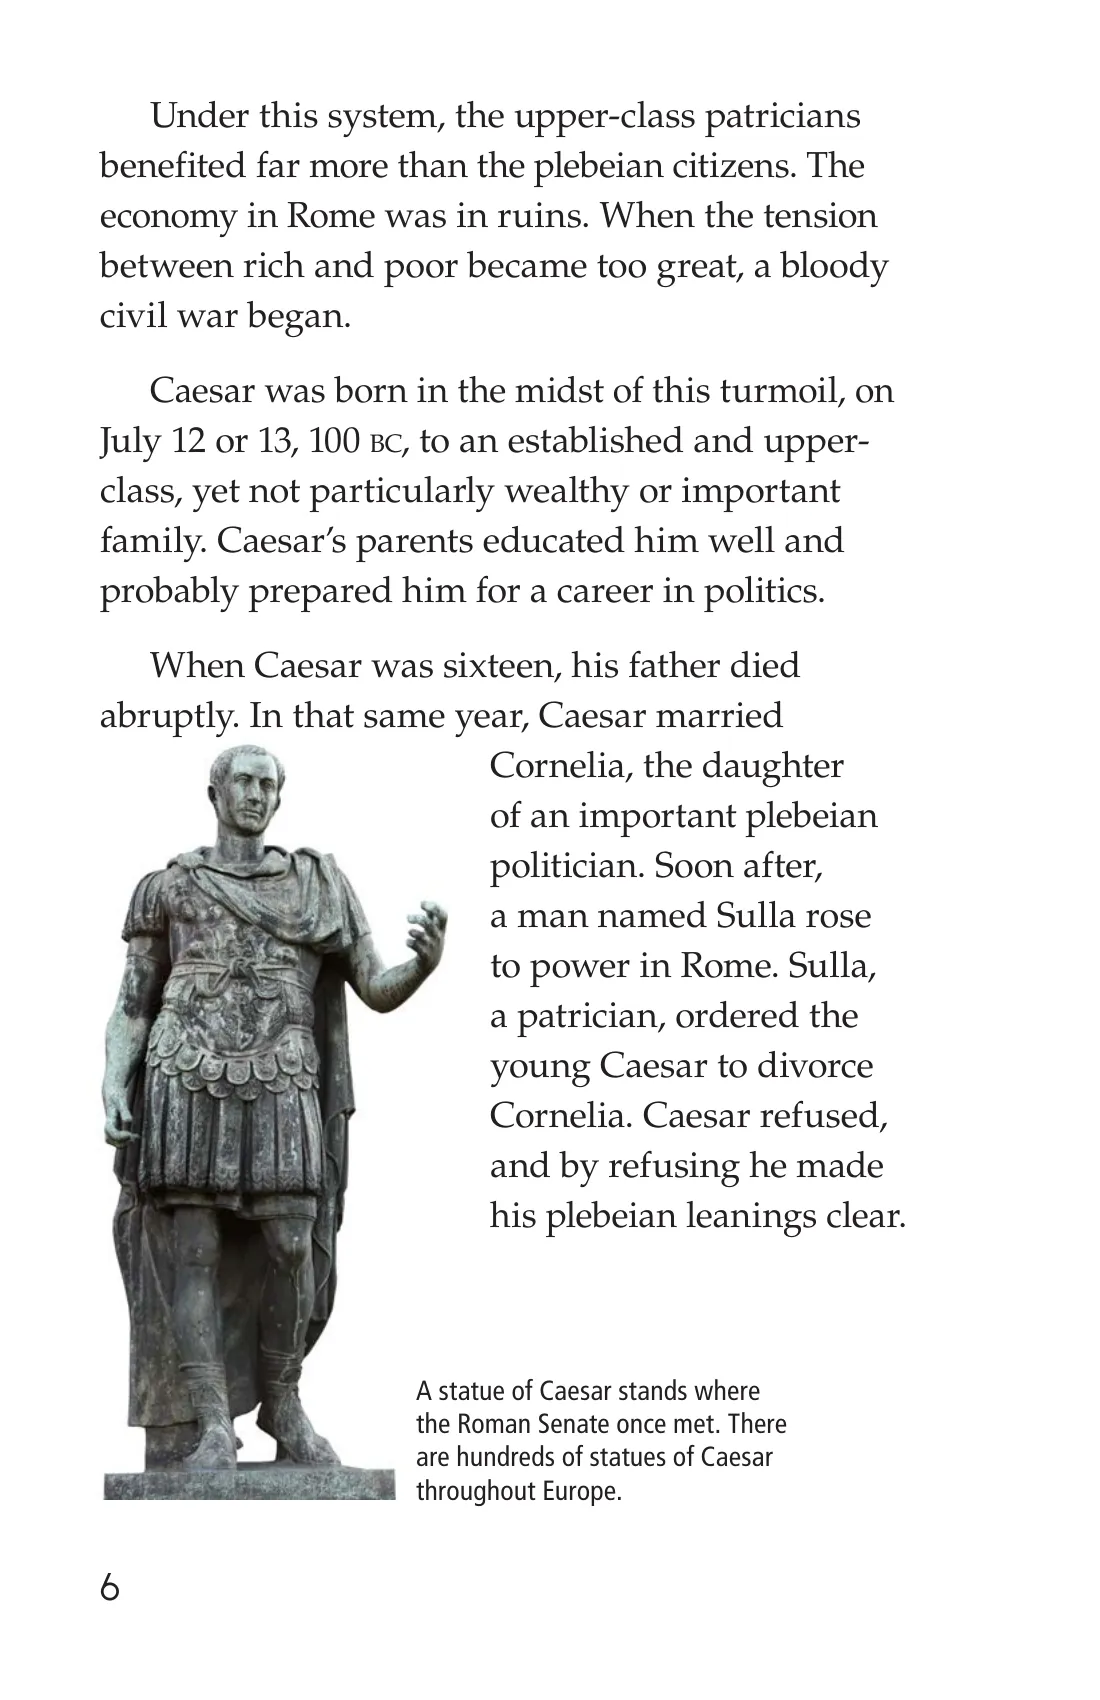 Under this system, the upper-class patricians
benefited far more than the plebeian citizens. The
economy in Rome was in ruins. When the tension
between rich and poor became too great, a bloody
civil war began.
Caesar was born in the midst of this turmoil, on
July 12 or 13, 100 BC, to an established and upper-
class, yet not particularly wealthy or important
family. Caesar’s parents educated him well and
probably prepared him for a career in politics.
When Caesar was sixteen, his father died
abruptly. In that same year, Caesar married
Cornelia, the daughter
of an important plebeian
politician. Soon after,
a man named Sulla rose
to power in Rome. Sulla,
a patrician, ordered the
young Caesar to divorce
Cornelia. Caesar refused,
and by refusing he made
his plebeian leanings clear.
A statue of Caesar stands where
the Roman Senate once met. There
are hundreds of statues of Caesar
throughout Europe.
6